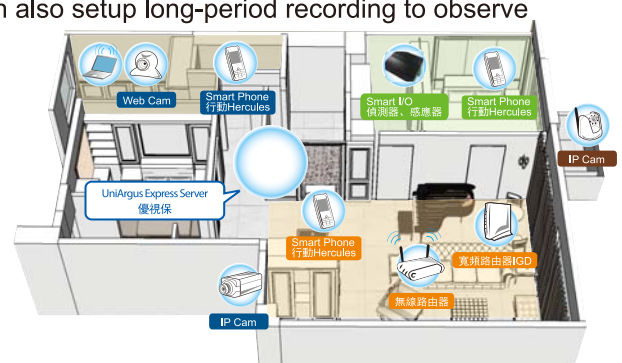 also setup long-period recording to observe
Web Cam
Smart Phone
行動Hercules
Smart I/O
偵測器、感應器
Smart Phone
行動Hercules
IP Cam
UniArgus Express Server
優視保
Smart Phone
行動Hercules
寬頻路由器IGD
無線路由器
IP Cam